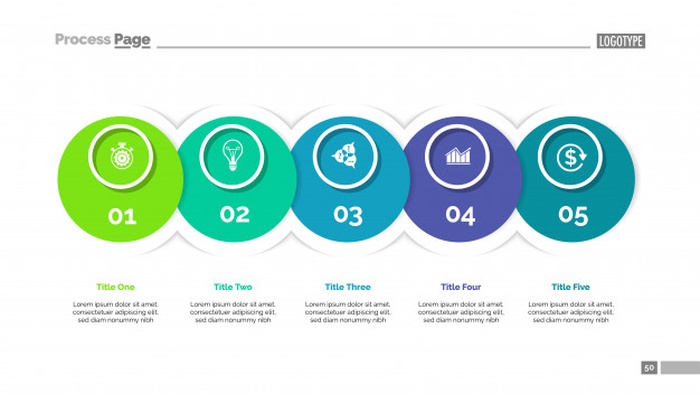 Process Page
LOGOTYPE
01
02
03
04
05
Title One
Lorem ipsum dolor sit amet,
consectetuer adipiscing elit,
sed diam nonummy nibh
Title Two
Lorem ipsum dolor sit amet,
consectetuer adipiscing elit,
sed diam nonummy nibh
Title Three
Lorem ipsum dolor sit amet,
consectetuer adipiscing elit,
sed diam nonummy nibh
Title Four
Lorem ipsum dolor sit amet,
consectetuer adipiscing elit,
sed diam nonummy nibh
Title Five
Lorem ipsum dolor sit amet,
consectetuer adipiscing elit,
sed diam nonummy nibh
50